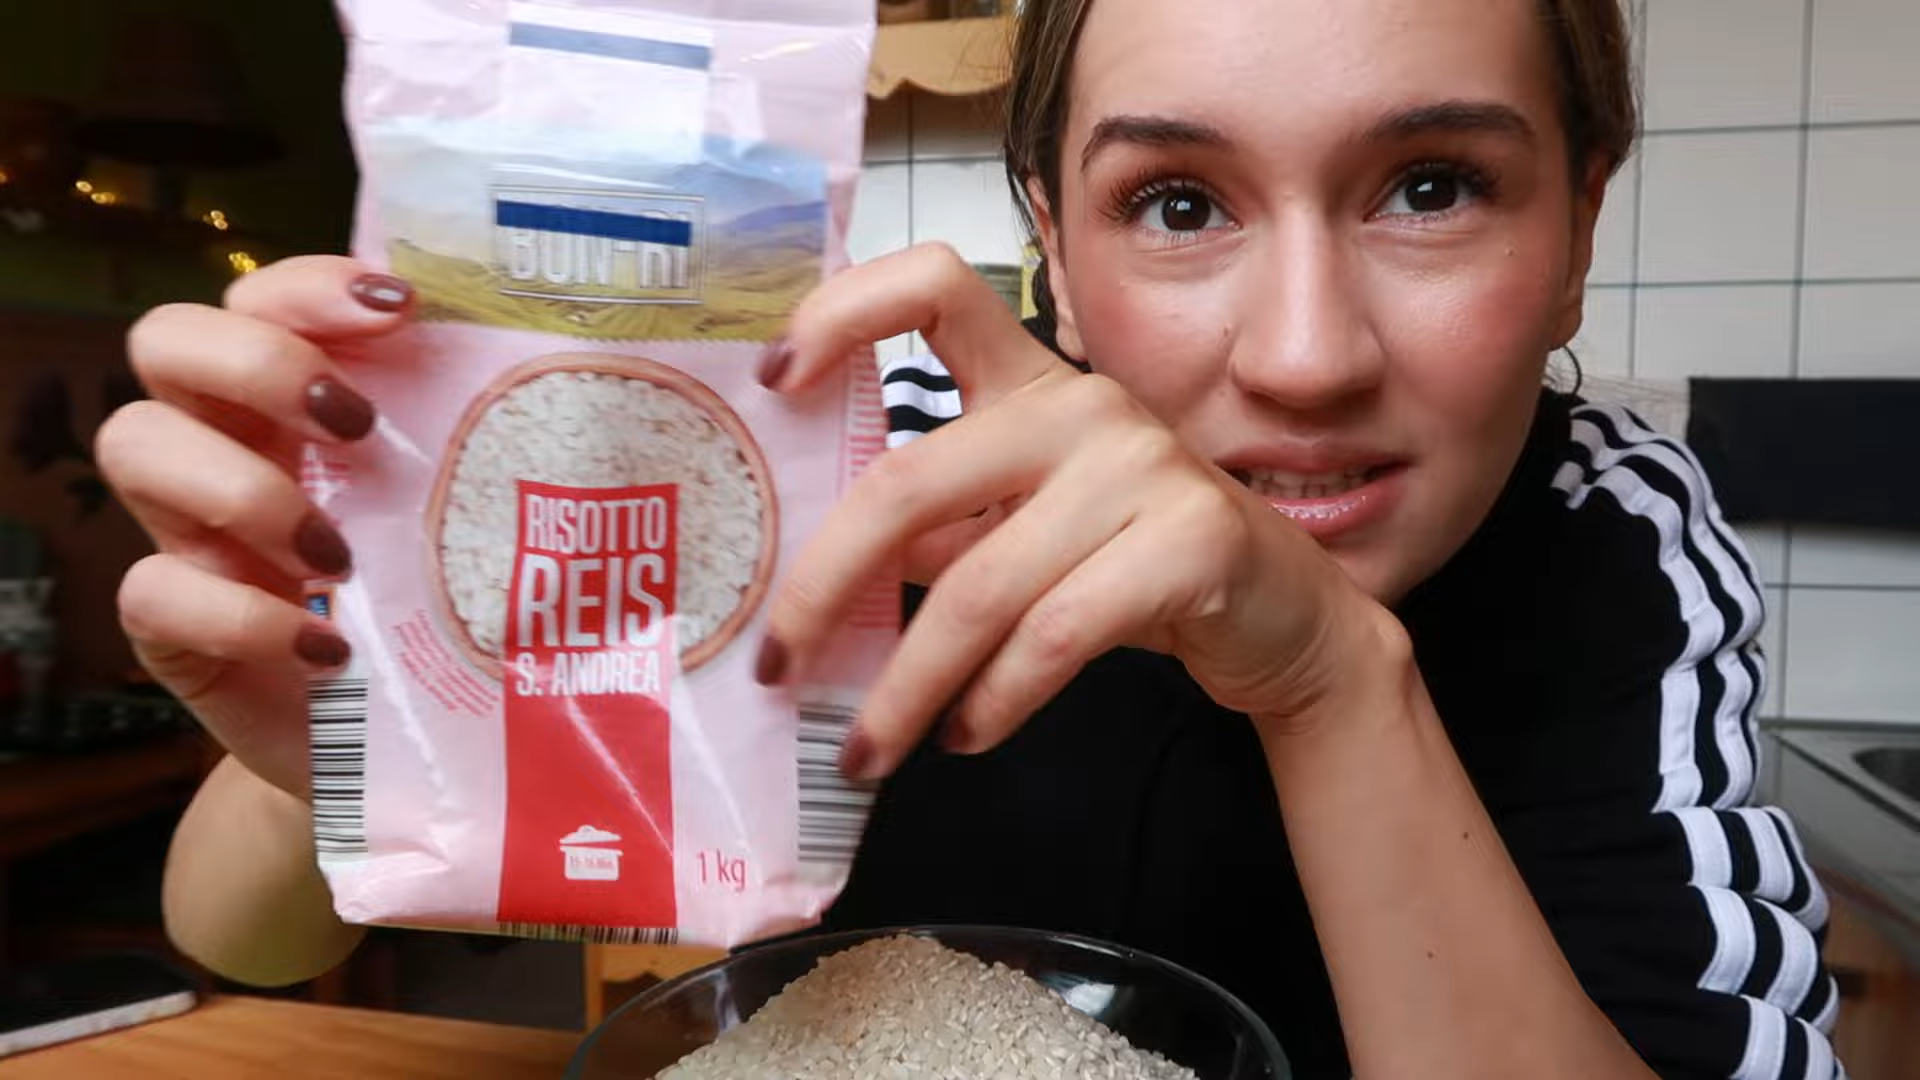 BON-RI
RISOTTO
REIS
S. ANDREA
1 kg